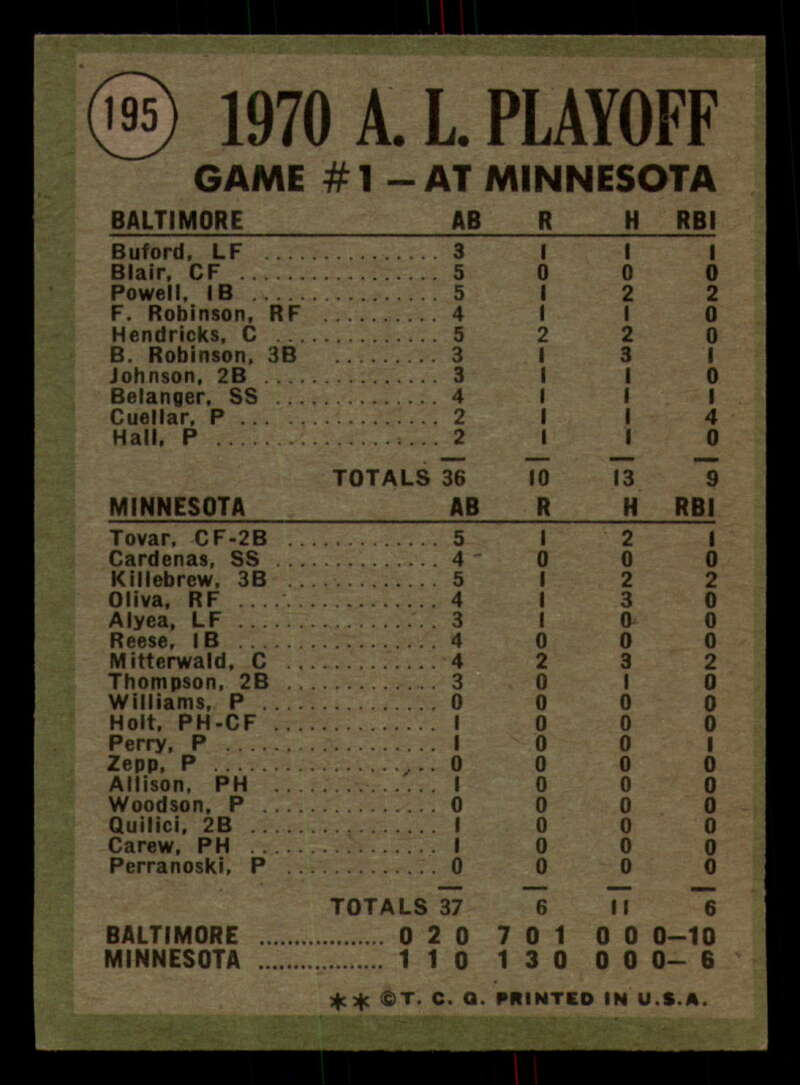 195 1970 A. L. PLAYOFF
GAME #1 – AT MINNESOTA
BALTIMORE AB R H RBI
Buford, LF .............. 3 1 1 1
Blair, CF ................ 5 0 0 0
Powell, 1B ............... 5 1 2 2
F. Robinson, RF .......... 4 1 1 0
Hendricks, C ............. 5 2 2 0
B. Robinson, 3B ......... 3 1 3 1
Johnson, 2B .............. 3 1 1 0
Belanger, SS ............. 4 1 1 1
Cuellar, P ................ 2 1 1 4
Hall, P .................. 2 1 1 0
TOTALS 36 10 13 9
MINNESOTA AB R H RBI
Tovar, CF-2B ............ 5 1 2 1
Cardenas, SS ............. 4 0 0 0
Killebrew, 3B ............ 5 1 2 2
Oliva, RF ................ 4 1 3 0
Alyea, LF ................ 3 1 0 0
Reese, 1B ................ 4 0 0 0
Mitterwald, C ............ 4 2 3 2
Thompson, 2B ............ 3 0 1 0
Williams, P .............. 0 0 0 0
Holt, PH-CF ............. 1 0 0 0
Perry, P ................. 1 0 0 1
Zepp, P .................. 0 0 0 0
Allison, PH ............. 1 0 0 0
Woodson, P .............. 0 0 0 0
Quilici, 2B ............... 1 0 0 0
Carew, PH ............... 1 0 0 0
Perranoski, P ............ 0 0 0 0
TOTALS 37 6 11 6
BALTIMORE .................. 0 2 0 7 0 1 0 0 0–10
MINNESOTA .................. 1 1 0 1 3 0 0 0 0– 6
** ©T. C. G. PRINTED IN U.S.A.